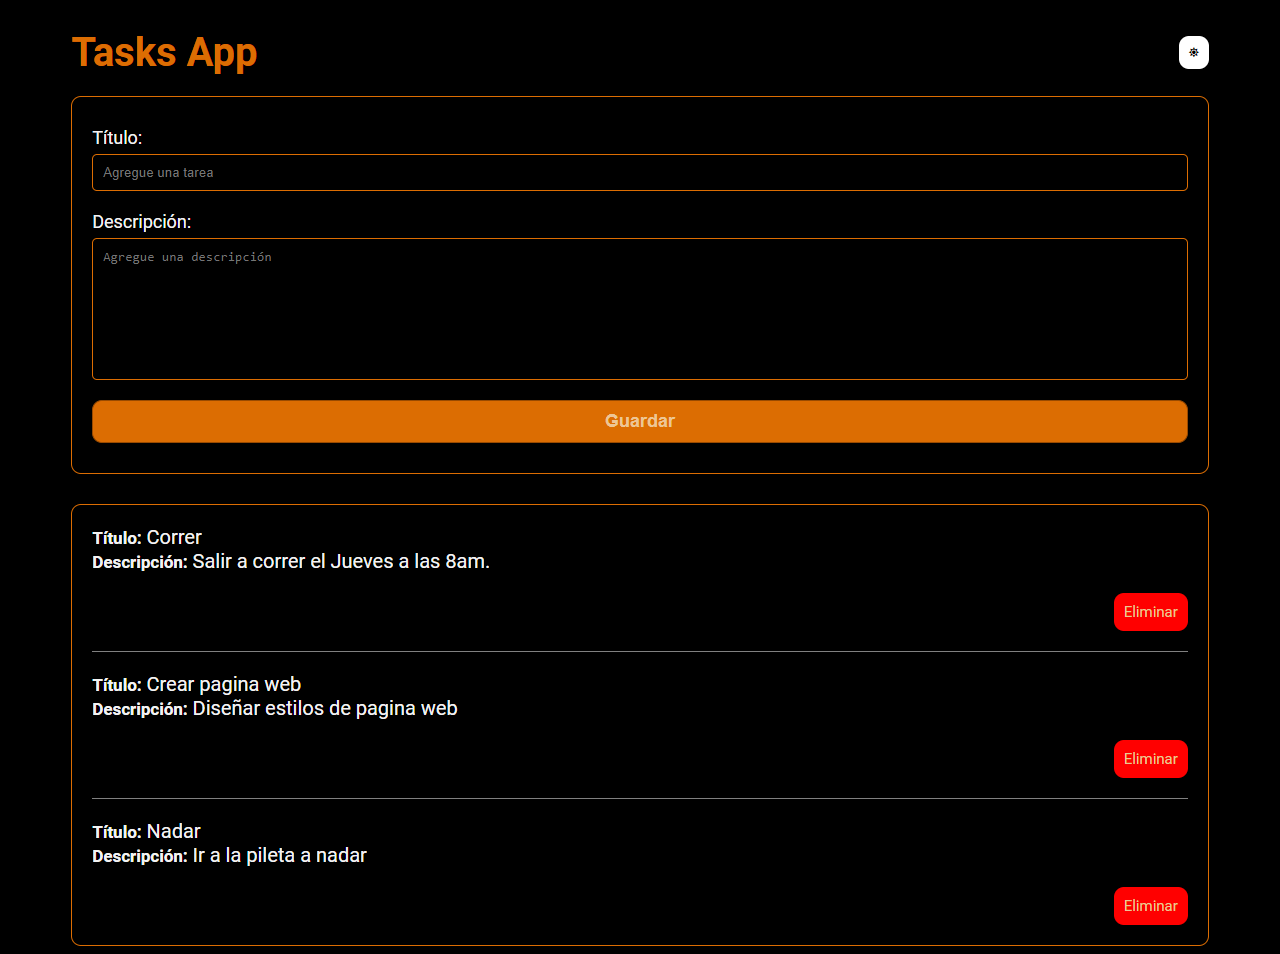 Tasks App
Título:
Agregue una tarea
Descripción:
Agregue una descripción
Guardar
Título: Correr
Descripción: Salir a correr el Jueves a las 8am.
Eliminar
Título: Crear pagina web
Descripción: Diseñar estilos de pagina web
Eliminar
Título: Nadar
Descripción: Ir a la pileta a nadar
Eliminar